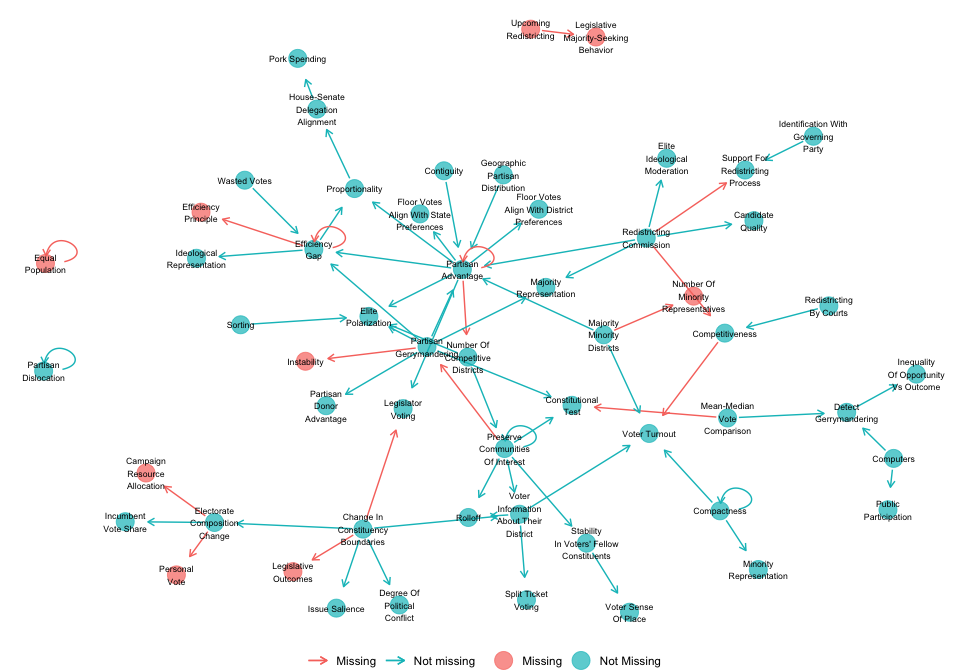 Upcoming
Redistricting
Legislative
Majority-Seeking
Behavior
Pork Spending
House-Senate
Delegation
Alignment
Identification With
Governing
Party
Elite
Ideological
Moderation
Support For
Redistricting
Process
Contiguity
Geographic
Partisan
Distribution
Wasted Votes
Proportionality
Efficiency
Principle
Floor Votes
Align With State
Preferences
Floor Votes
Align With District
Preferences
Candidate
Quality
Redistricting
Commission
Equal
Population
Ideological
Representation
Efficiency
Gap
Partisan
Advantage
Majority
Representation
Number Of
Minority
Representatives
Redistricting
By Courts
Sorting
Elite
Polarization
Competitiveness
Majority
Minority
Districts
Partisan
Gerrymandering
Number Of
Competitive
Districts
Instability
Partisan
Dislocation
Inequality
Of Opportunity
Vs Outcome
Partisan
Donor
Advantage
Legislator
Voting
Constitutional
Test
Mean-Median
Vote
Comparison
Detect
Gerrymandering
Voter Turnout
Preserve
Communities
Of Interest
Computers
Campaign
Resource
Allocation
Public
Participation
Incumbent
Vote Share
Electorate
Composition
Change
Change In
Constituency
Boundaries
Rolloff
Voter
Information
About Their
District
Compactness
Stability
In Voters' Fellow
Constituents
Personal
Vote
Legislative
Outcomes
Minority
Representation
Issue Salience
Degree Of
Political
Conflict
Split Ticket
Voting
Voter Sense
Of Place
Missing
Not missing
Missing
Not Missing